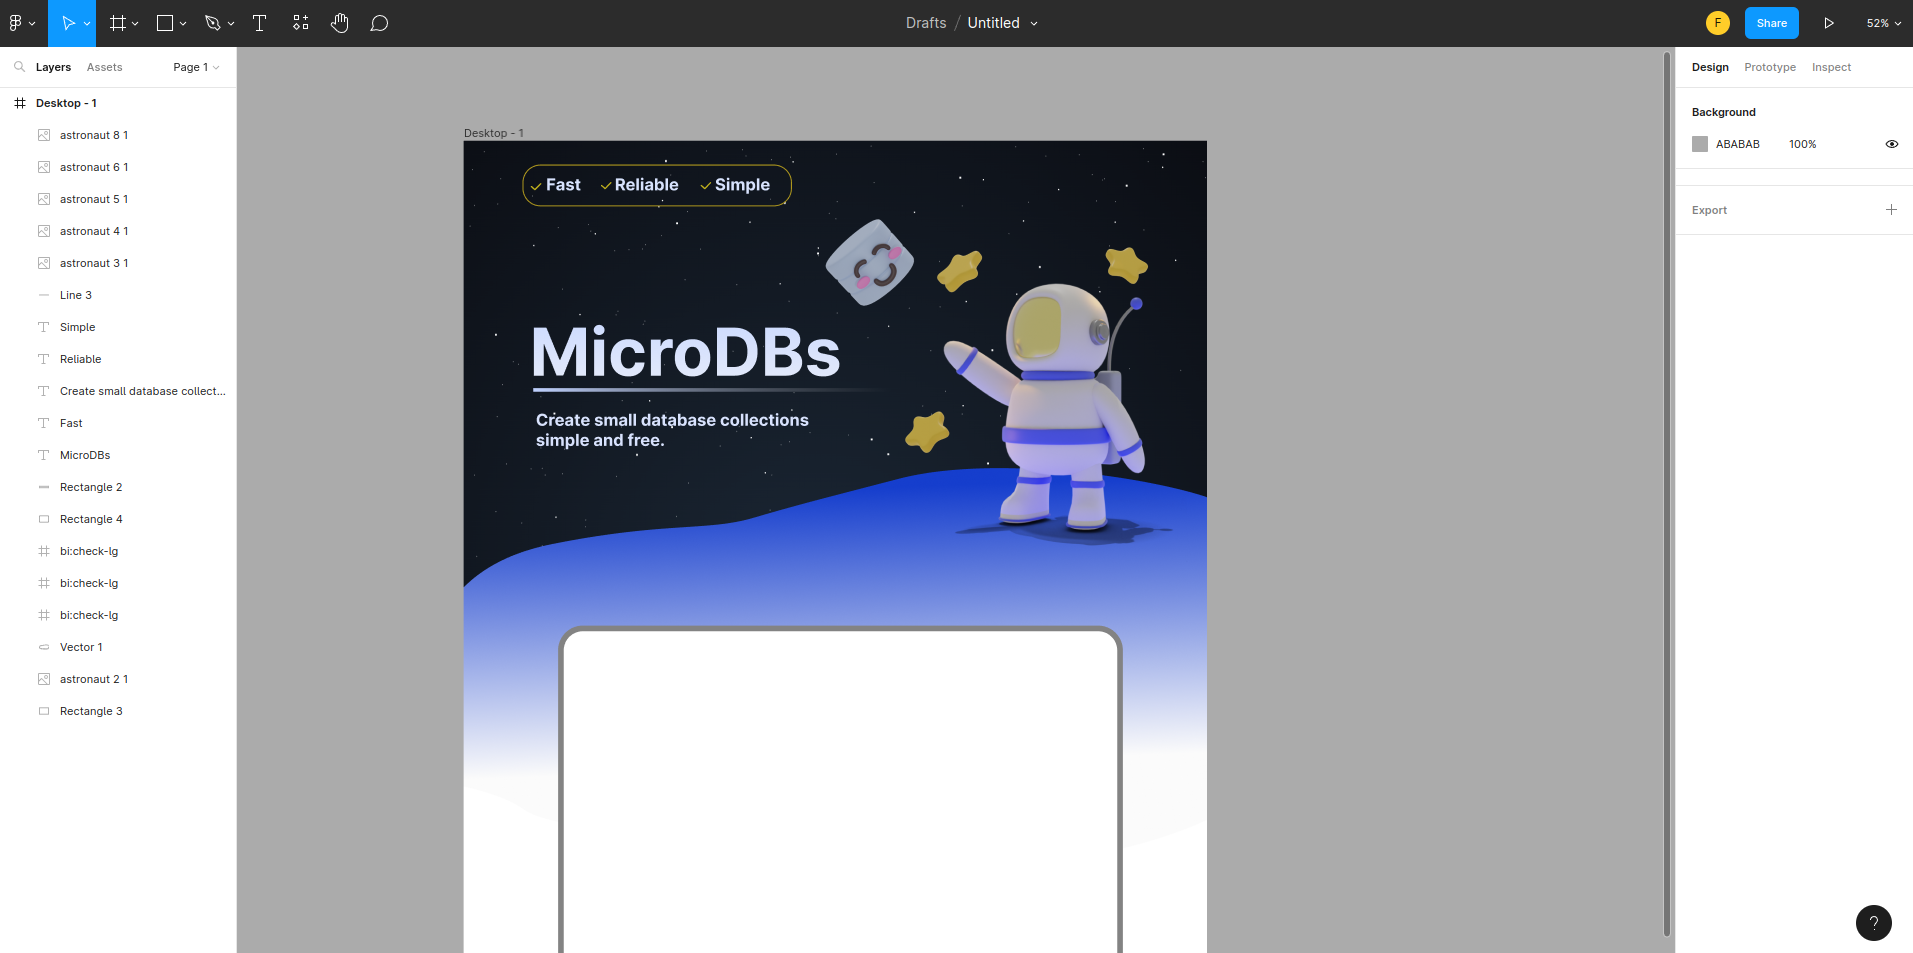 Drafts / Untitled
F
Share
52%
Layers
Assets
Page 1
Desktop - 1
astronaut 8 1
astronaut 6 1
astronaut 5 1
astronaut 4 1
astronaut 3 1
Line 3
Simple
Reliable
Create small database collect...
Fast
MicroDBs
Rectangle 2
Rectangle 4
bi:check-lg
bi:check-lg
bi:check-lg
Vector 1
astronaut 2 1
Rectangle 3
Desktop - 1
Fast
Reliable
Simple
MicroDBs
Create small database collections
simple and free.
Design
Prototype
Inspect
Background
ABABAB
100%
Export
?